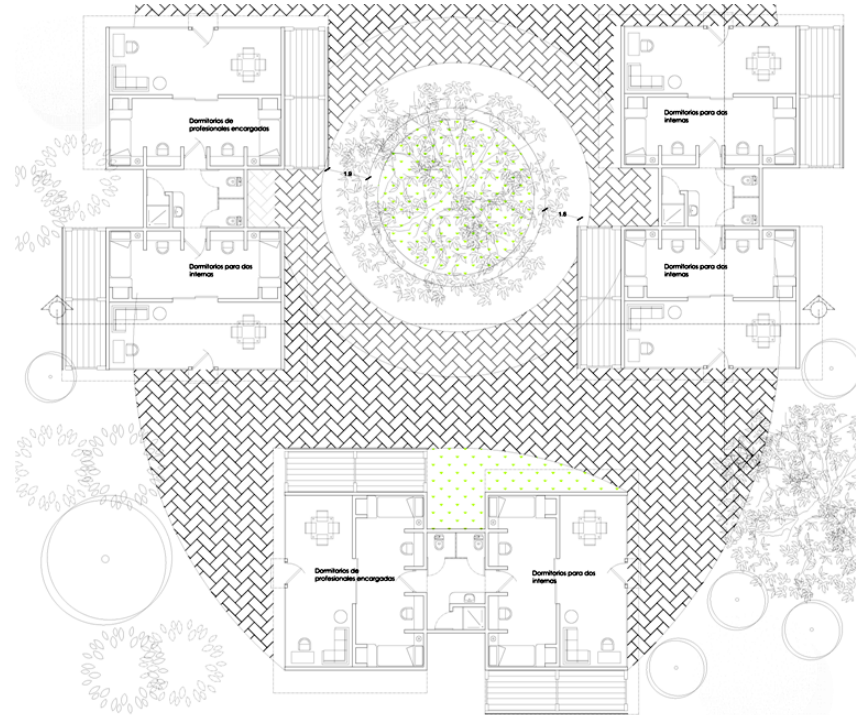 Dormitorios de
profesionales encargadas
Dormitorios para dos
internas
1.9
1.8
Dormitorios para dos
internas
Dormitorios para dos
internas
Dormitorios de
profesionales encargadas
Dormitorios para dos
internas